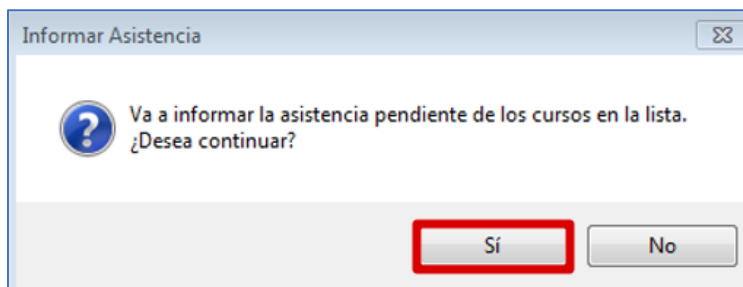 Informar Asistencia
Va a informar la asistencia pendiente de los cursos en la lista.
¿Desea continuar?
Sí
No